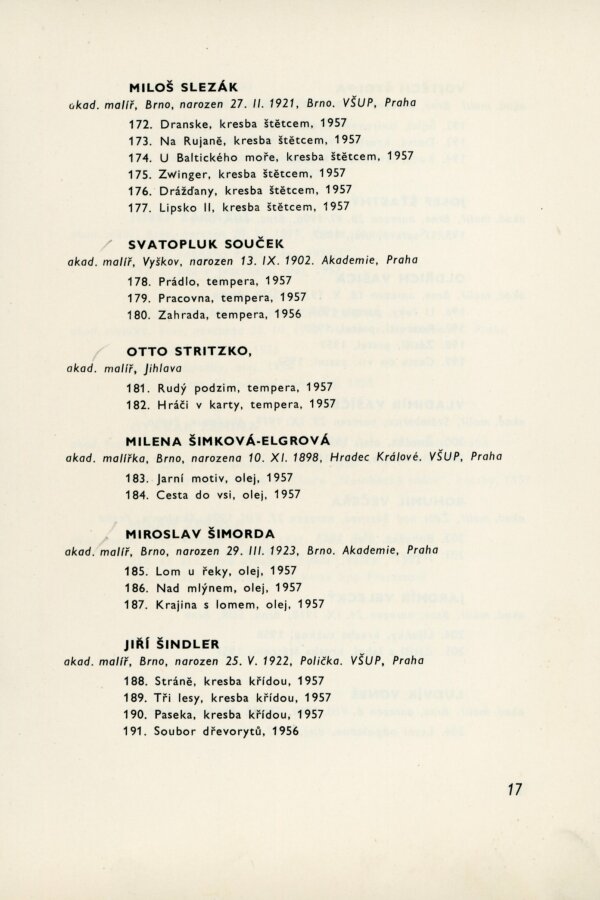 MILOŠ SLEZÁK
akad. malíř, Brno, narozen 27. II. 1921, Brno. VŠUP, Praha
172. Dranske, kresba štětcem, 1957
173. Na Rujaně, kresba štětcem, 1957
174. U Baltického moře, kresba štětcem, 1957
175. Zwinger, kresba štětcem, 1957
176. Drážďany, kresba štětcem, 1957
177. Lipsko II, kresba štětcem, 1957
SVATOPLUK SOUČEK
akad. malíř, Vyškov, narozen 13. IX. 1902. Akademie, Praha
178. Prádlo, tempera, 1957
179. Pracovna, tempera, 1957
180. Zahrada, tempera, 1956
OTTO STRITZKO,
akad. malíř, Jihlava
181. Rudý podzim, tempera, 1957
182. Hráči v karty, tempera, 1957
MILENA ŠIMKOVÁ-ELGROVÁ
akad. malířka, Brno, narozena 10. XI. 1898, Hradec Králové. VŠUP, Praha
183. Jarní motiv, olej, 1957
184. Cesta do vsi, olej, 1957
MIROSLAV ŠIMORDA
akad. malíř, Brno, narozen 29. III. 1923, Brno. Akademie, Praha
185. Lom u řeky, olej, 1957
186. Nad mlýnem, olej, 1957
187. Krajina s lomem, olej, 1957
JIŘÍ ŠINDLER
akad. malíř, Brno, narozen 25. V. 1922, Polička. VŠUP, Praha
188. Stráně, kresba křídou, 1957
189. Tři lesy, kresba křídou, 1957
190. Paseka, kresba křídou, 1957
191. Soubor dřevorytů, 1956
17